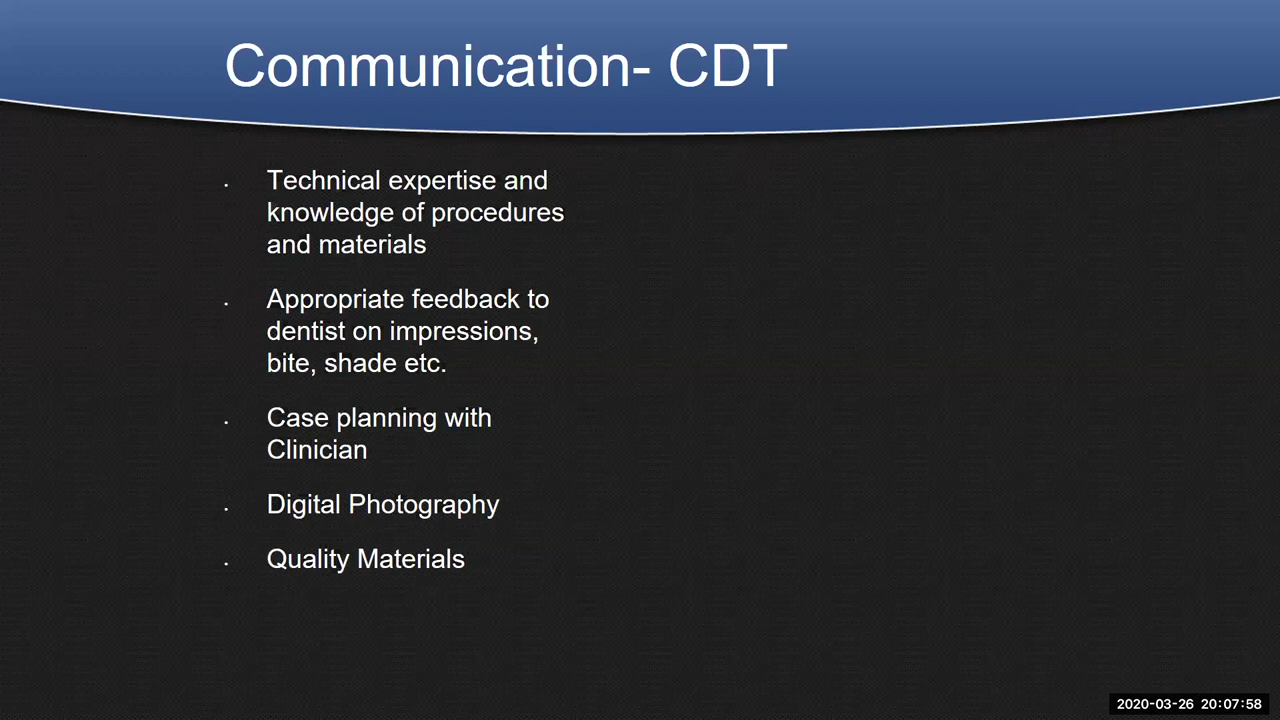 Communication- CDT
. Technical expertise and
knowledge of procedures
and materials
. Appropriate feedback to
dentist on impressions,
bite, shade etc.
. Case planning with
Clinician
. Digital Photography
. Quality Materials
2020-03-26 20:07:58